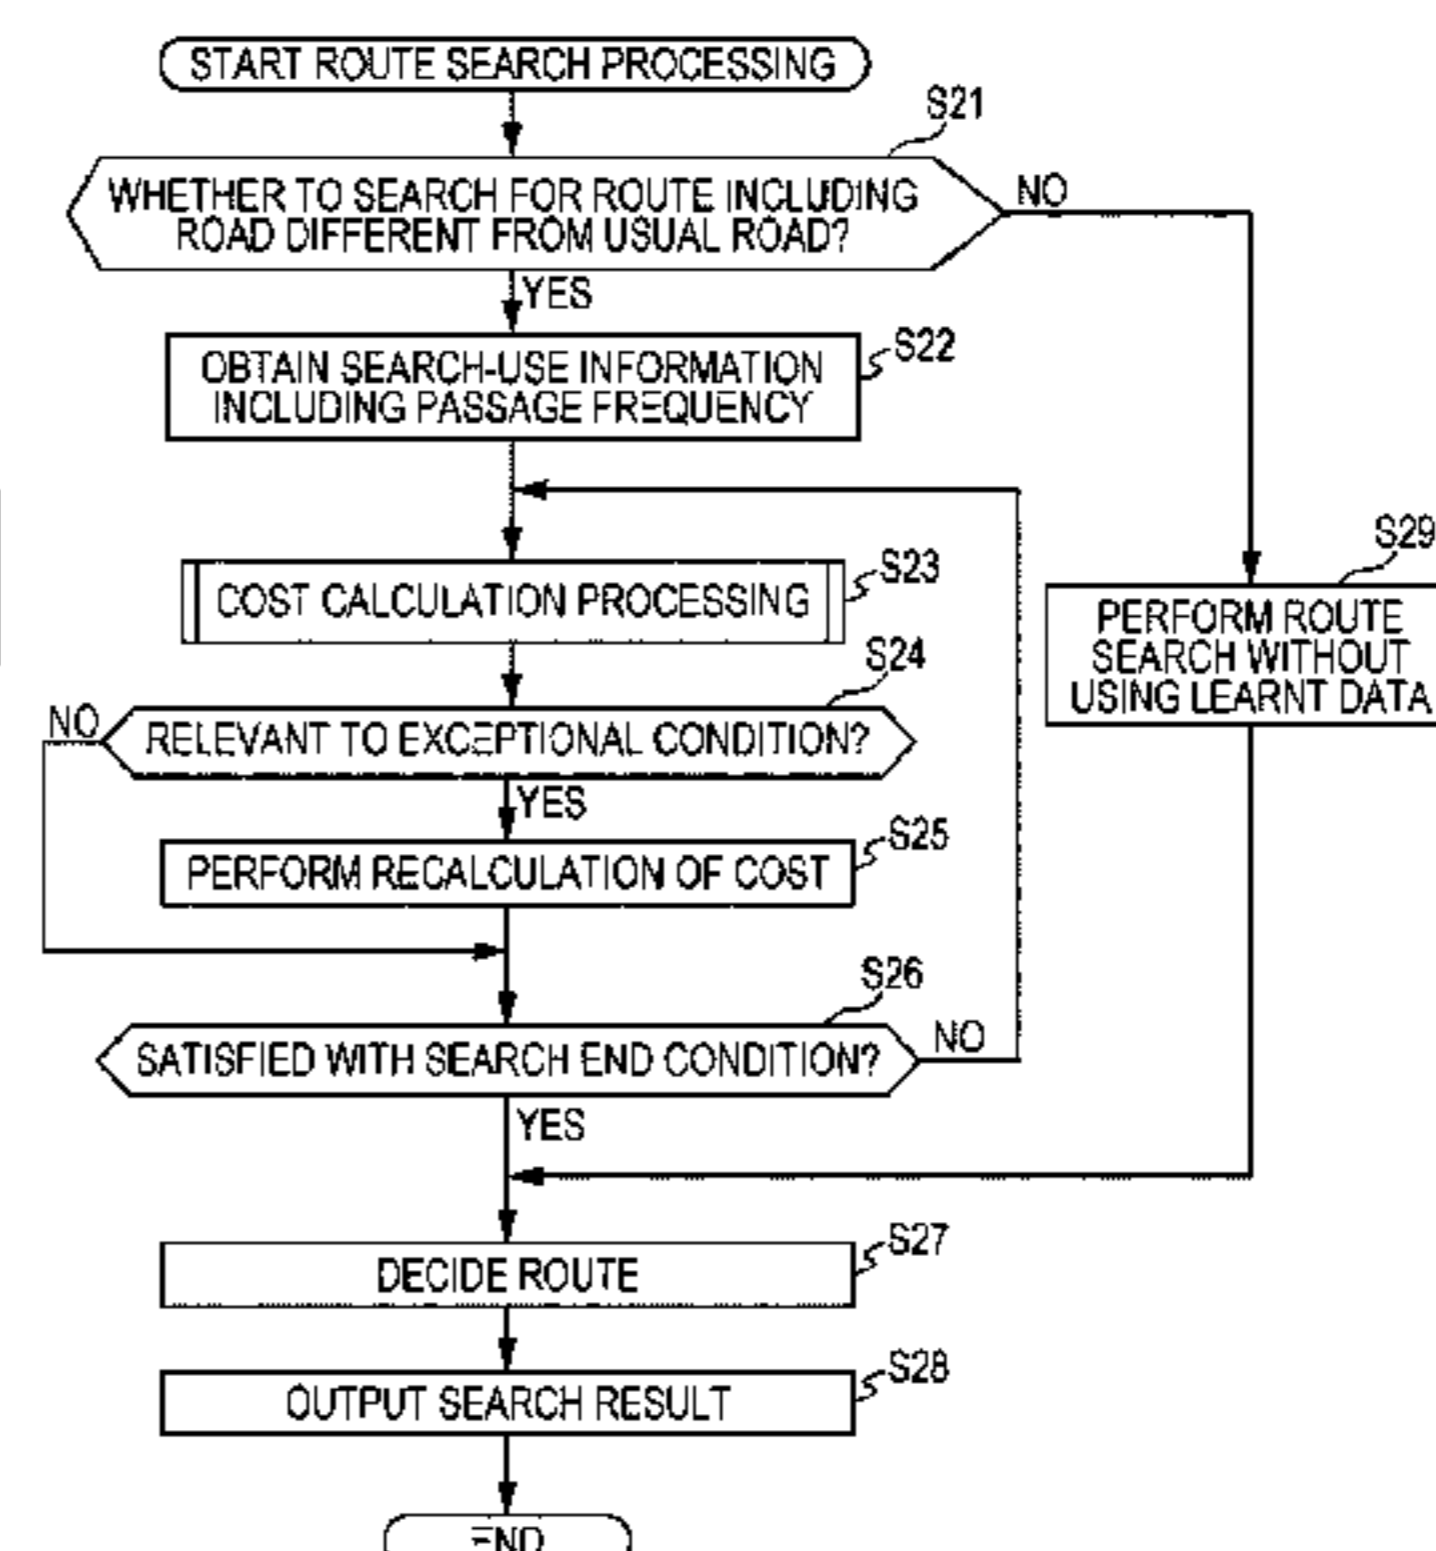 START ROUTE SEARCH PROCESSING
S21
WHETHER TO SEARCH FOR ROUTE INCLUDING
ROAD DIFFERENT FROM USUAL ROAD?
NO
YES
OBTAIN SEARCH-USE INFORMATION
INCLUDING PASSAGE FREQUENCY
S22
COST CALCULATION PROCESSING
S23
S29
PERFORM ROUTE
SEARCH WITHOUT
USING LEARNT DATA
S24
NO
RELEVANT TO EXCEPTIONAL CONDITION?
YES
PERFORM RECALCULATION OF COST
S25
S26
SATISFIED WITH SEARCH END CONDITION?
NO
YES
DECIDE ROUTE
S27
OUTPUT SEARCH RESULT
S28
END